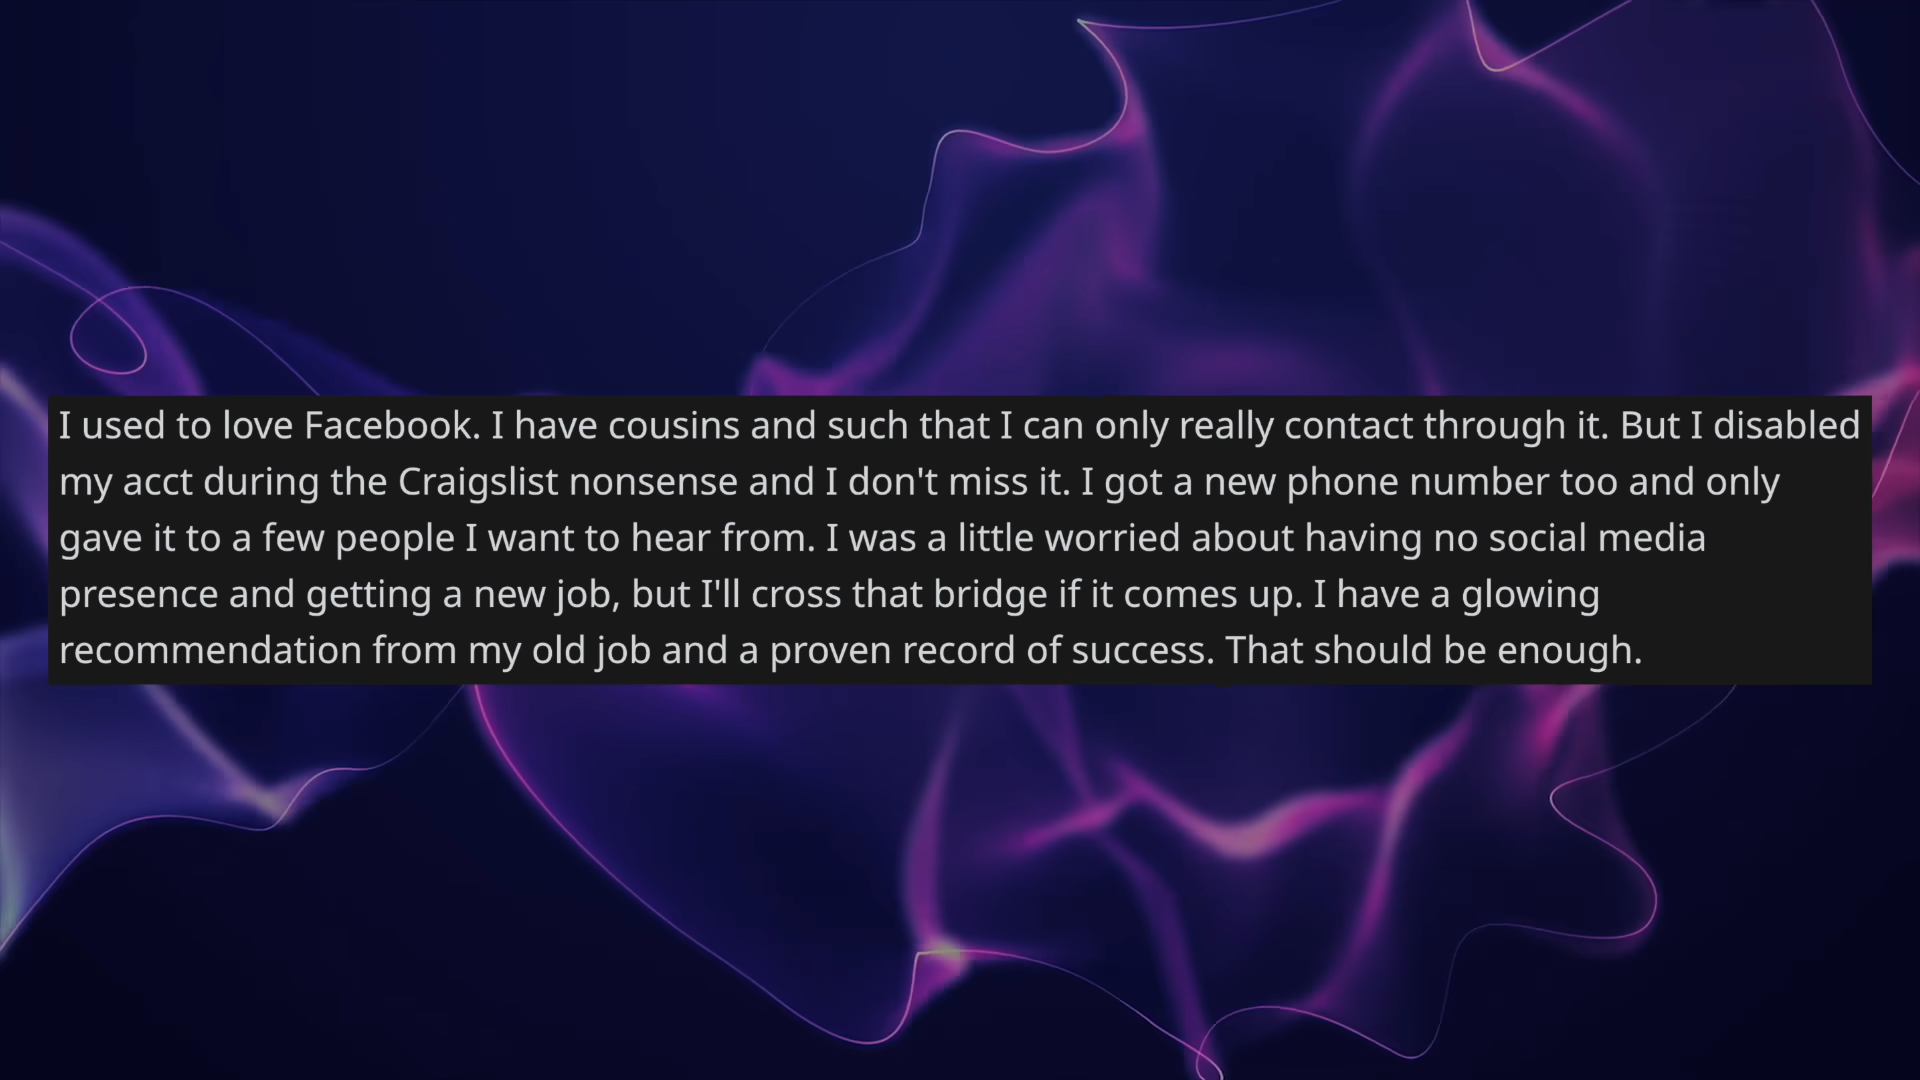 I used to love Facebook. I have cousins and such that I can only really contact through it. But I disabled
my acct during the Craigslist nonsense and I don't miss it. I got a new phone number too and only
gave it to a few people I want to hear from. I was a little worried about having no social media
presence and getting a new job, but I'll cross that bridge if it comes up. I have a glowing
recommendation from my old job and a proven record of success. That should be enough.